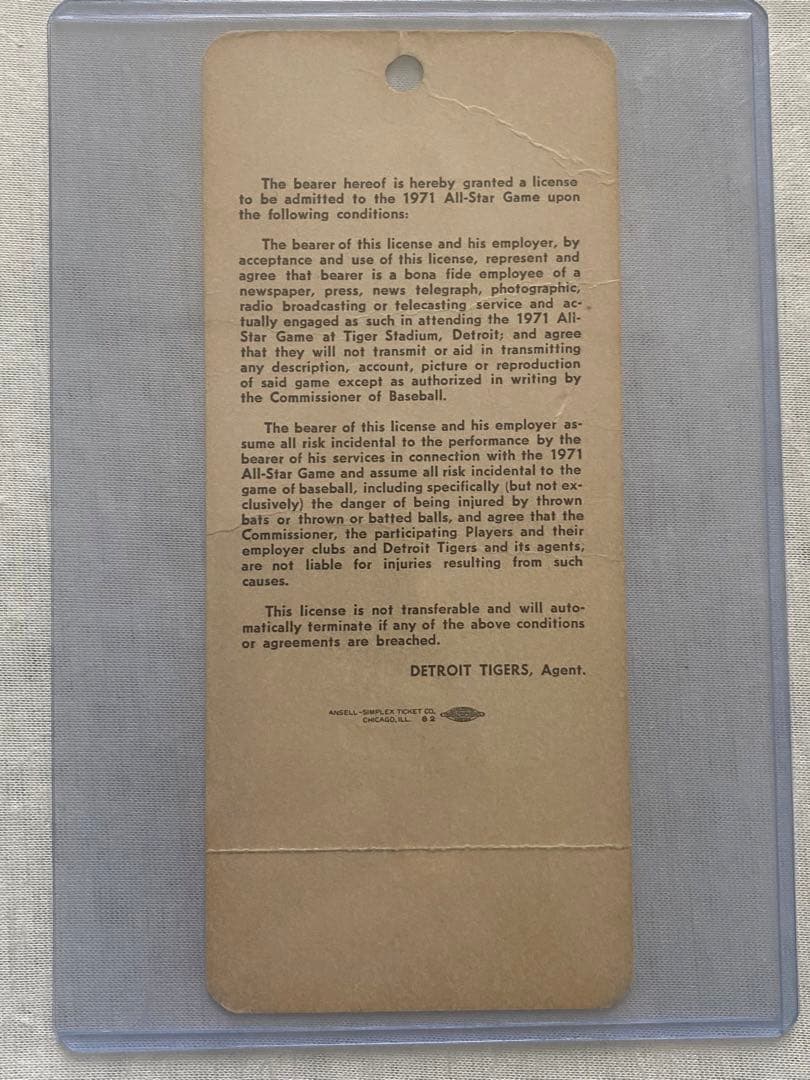 The bearer hereof is hereby granted a license
to be admitted to the 1971 All-Star Game upon
the following conditions:
The bearer of this license and his employer, by
acceptance and use of this license, represent and
agree that bearer is a bona fide employee of a
newspaper, press, news telegraph, photographic,
radio broadcasting or telecasting service and ac-
tually engaged as such in attending the 1971 All-
Star Game at Tiger Stadium, Detroit; and agree
that they will not transmit or aid in transmitting
any description, account, picture or reproduction
of said game except as authorized in writing by
the Commissioner of Baseball.
The bearer of this license and his employer as-
sume all risk incidental to the performance by the
bearer of his services in connection with the 1971
All-Star Game and assume all risk incidental to the
game of baseball, including specifically (but not ex-
clusively) the danger of being injured by thrown
bats or thrown or batted balls, and agree that the
Commissioner, the participating Players and their
employer clubs and Detroit Tigers and its agents,
are not liable for injuries resulting from such
causes.
This license is not transferable and will auto-
matically terminate if any of the above conditions
or agreements are breached.
DETROIT TIGERS, Agent.
ANSELL-SIMPLEX TICKET CO.
CHICAGO, ILL. 82